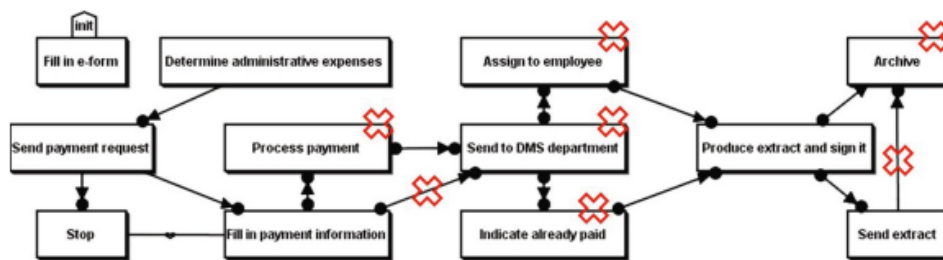 init
Fill in e-form
Determine administrative expenses
Assign to employee
Archive
Send payment request
Process payment
Send to DMS department
Produce extract and sign it
Stop
Fill in payment information
Indicate already paid
Send extract